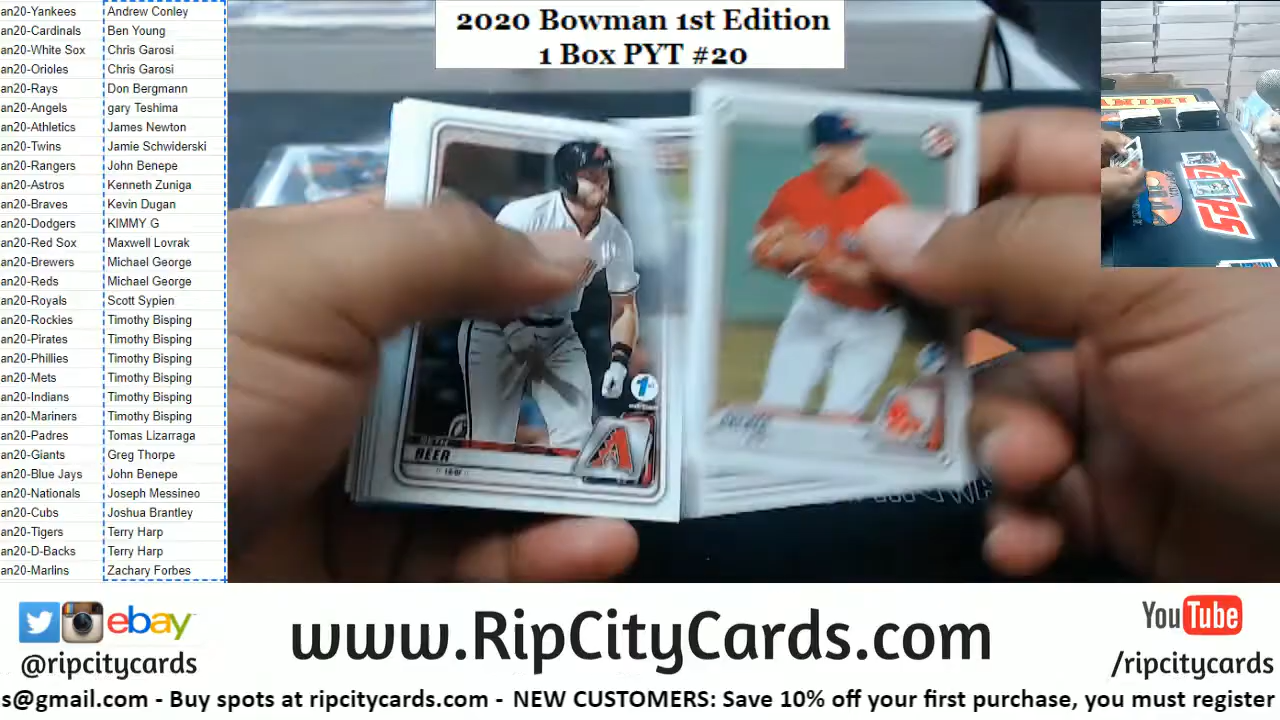 an20-Yankees Andrew Conley
an20-Cardinals Ben Young
an20-White Sox Chris Garosi
an20-Orioles Chris Garosi
an20-Rays Don Bergmann
an20-Angels gary Teshima
an20-Athletics James Newton
an20-Twins Jamie Schwiderski
an20-Rangers John Benepe
an20-Astros Kenneth Zuniga
an20-Braves Kevin Dugan
an20-Dodgers KIMMY G
an20-Red Sox Maxwell Lovrak
an20-Brewers Michael George
an20-Reds Michael George
an20-Royals Scott Sypien
an20-Rockies Timothy Bisping
an20-Pirates Timothy Bisping
an20-Phillies Timothy Bisping
an20-Mets Timothy Bisping
an20-Indians Timothy Bisping
an20-Mariners Timothy Bisping
an20-Padres Tomas Lizarraga
an20-Giants Greg Thorpe
an20-Blue Jays John Benepe
an20-Nationals Joseph Messineo
an20-Cubs Joshua Brantley
an20-Tigers Terry Harp
an20-D-Backs Terry Harp
an20-Marlins Zachary Forbes
2020 Bowman 1st Edition
1 Box PYT #20
1st
BEER
A
topps
ebay
@ripcitycards
www.RipCityCards.com
YouTube
/ripcitycards
s@gmail.com - Buy spots at ripcitycards.com - NEW CUSTOMERS: Save 10% off your first purchase, you must register